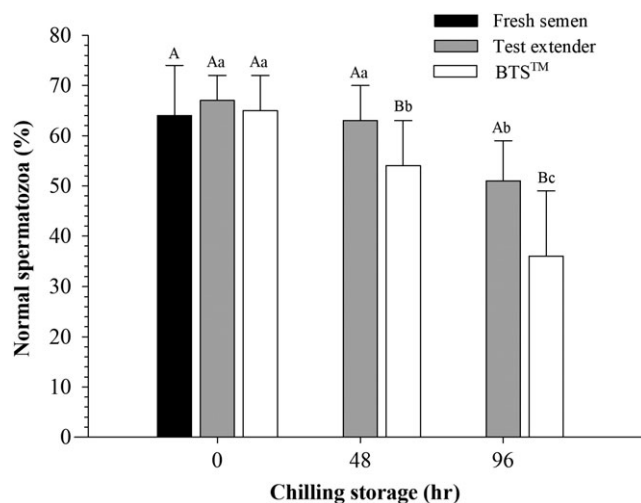 Fresh semen
Test extender
BTS™
Normal spermatozoa (%)
80
70
60
50
40
30
20
10
0
A
Aa
Aa
Aa
Bb
Ab
Bc
0
48
96
Chilling storage (hr)